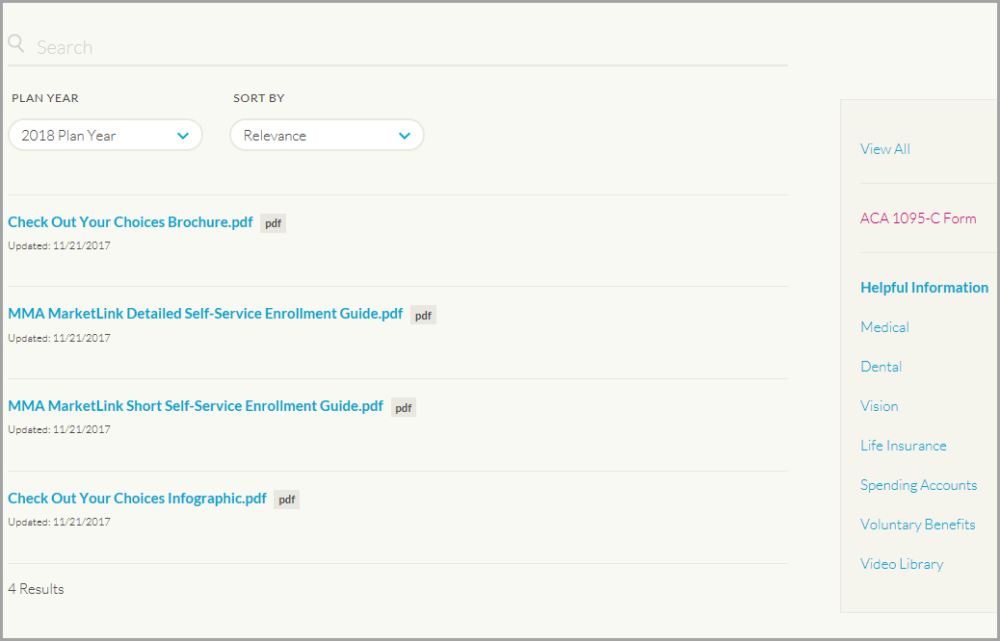 Search
PLAN YEAR SORT BY
2018 Plan Year Relevance
Check Out Your Choices Brochure.pdf pdf
Updated: 11/21/2017
MMA MarketLink Detailed Self-Service Enrollment Guide.pdf pdf
Updated: 11/21/2017
MMA MarketLink Short Self-Service Enrollment Guide.pdf pdf
Updated: 11/21/2017
Check Out Your Choices Infographic.pdf pdf
Updated: 11/21/2017
4 Results
View All
ACA 1095-C Form
Helpful Information
Medical
Dental
Vision
Life Insurance
Spending Accounts
Voluntary Benefits
Video Library